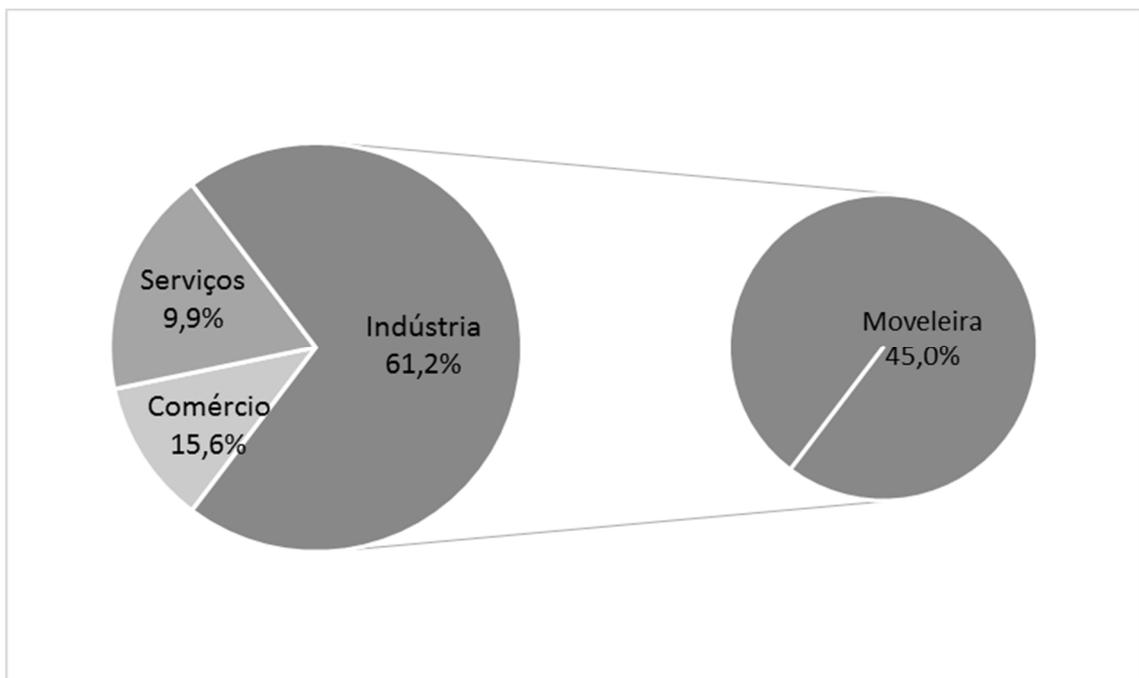 Serviços
9,9%
Indústria
61,2%
Comércio
15,6%
Moveleira
45,0%